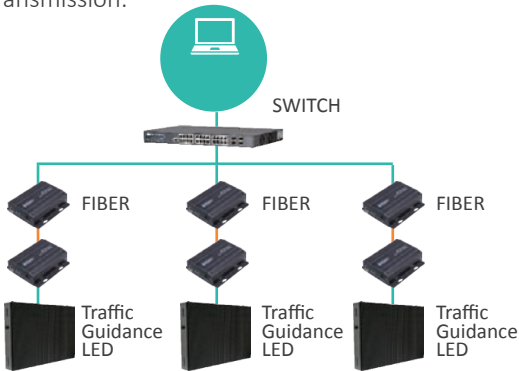 ansmission.
SWITCH
FIBER
FIBER
FIBER
Traffic
Guidance
LED
Traffic
Guidance
LED
Traffic
Guidance
LED